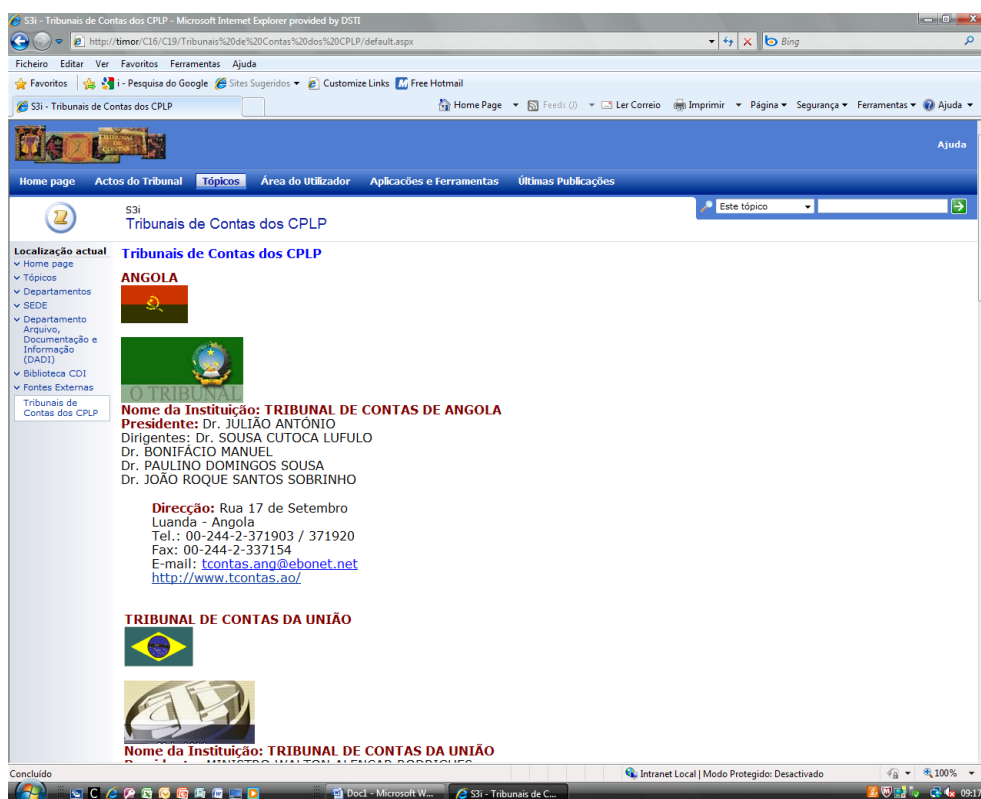 S3i - Tribunais de Contas dos CPLP - Microsoft Internet Explorer provided by DSTI
http://timor/C16/C19/Tribunais%20de%20Contas%20dos%20CPLP/default.aspx
Bing
Ficheiro Editar Ver Favoritos Ferramentas Ajuda
Favoritos i - Pesquisa do Google Sites Sugeridos Customize Links Free Hotmail
S3i - Tribunais de Contas dos CPLP
Home Page Feeds (J) Ler Correio Imprimir Página Segurança Ferramentas Ajuda
TRIBUNAL DE CONTAS
Ajuda
Home page Actos do Tribunal Tópicos Área do Utilizador Aplicacões e Ferramentas Últimas Publicações
S3i
Tribunais de Contas dos CPLP
Este tópico
Localização actual
Home page
Tópicos
Departamentos
SEDE
Departamento
Arquivo,
Documentação e
Informação
(DADI)
Biblioteca CDI
Fontes Externas
Tribunais de
Contas dos CPLP
Tribunais de Contas dos CPLP
ANGOLA
O TRIBUNAL
Nome da Instituição: TRIBUNAL DE CONTAS DE ANGOLA
Presidente: Dr. JULIÃO ANTÓNIO
Dirigentes: Dr. SOUSA CUTOCA LUFULO
Dr. BONIFÁCIO MANUEL
Dr. PAULINO DOMINGOS SOUSA
Dr. JOÃO ROQUE SANTOS SOBRINHO
Direcção: Rua 17 de Setembro
Luanda - Angola
Tel.: 00-244-2-371903 / 371920
Fax: 00-244-2-337154
E-mail: tcontas.ang@ebonet.net
http://www.tcontas.ao/
TRIBUNAL DE CONTAS DA UNIÃO
Nome da Instituição: TRIBUNAL DE CONTAS DA UNIÃO
Presidente: MINISTRO WALTON ALENCAR RODRIGUES
Concluído
Intranet Local | Modo Protegido: Desactivado
100%
Doc1 - Microsoft W...
S3i - Tribunais de C...
09:17